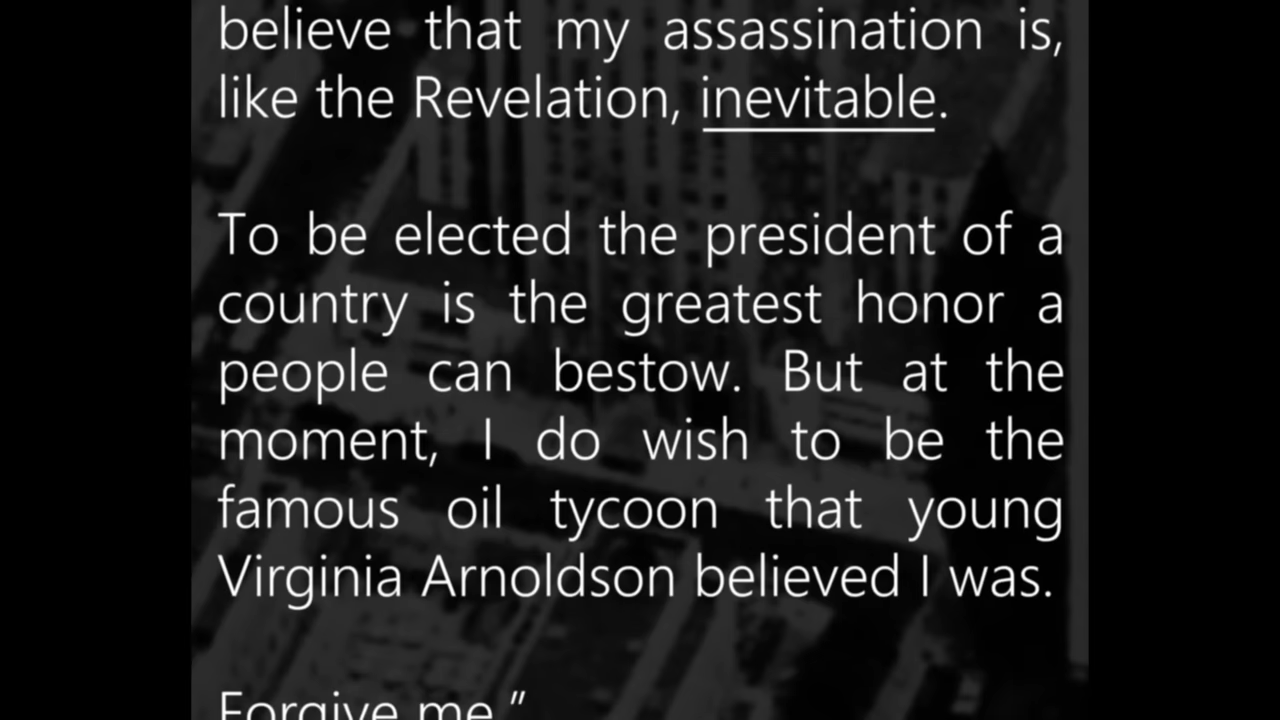 believe that my assassination is,
like the Revelation, inevitable.
To be elected the president of a
country is the greatest honor a
people can bestow. But at the
moment, I do wish to be the
famous oil tycoon that young
Virginia Arnoldson believed I was.
Forgive me.”